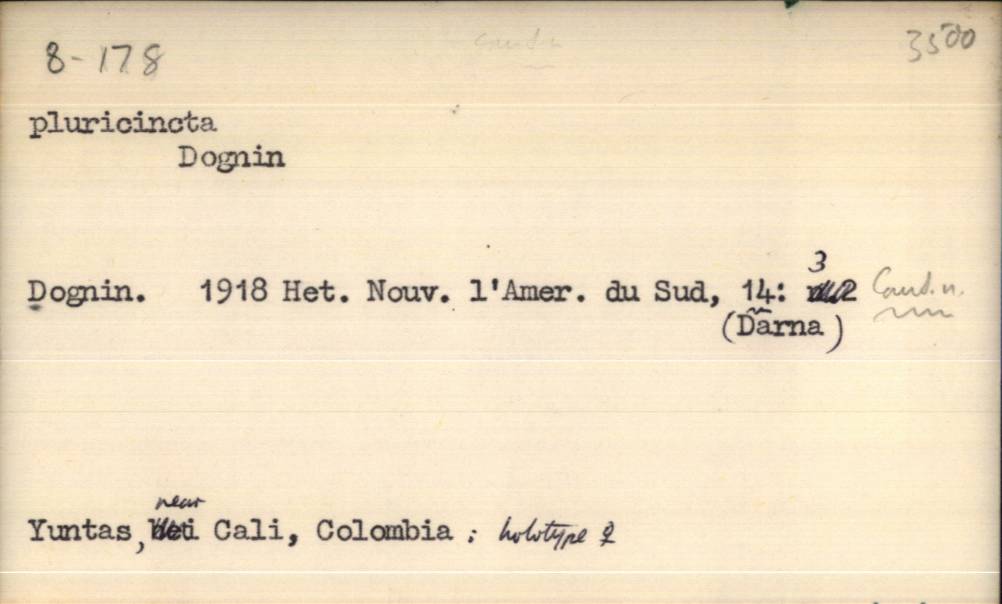 8-178
3500
pluricincta
Dognin
3
Dognin. 1918 Het. Nouv. l'Amer. du Sud, 14: 2
(Darna)
near
Yuntas, Cali, Colombia ; holotype ♀